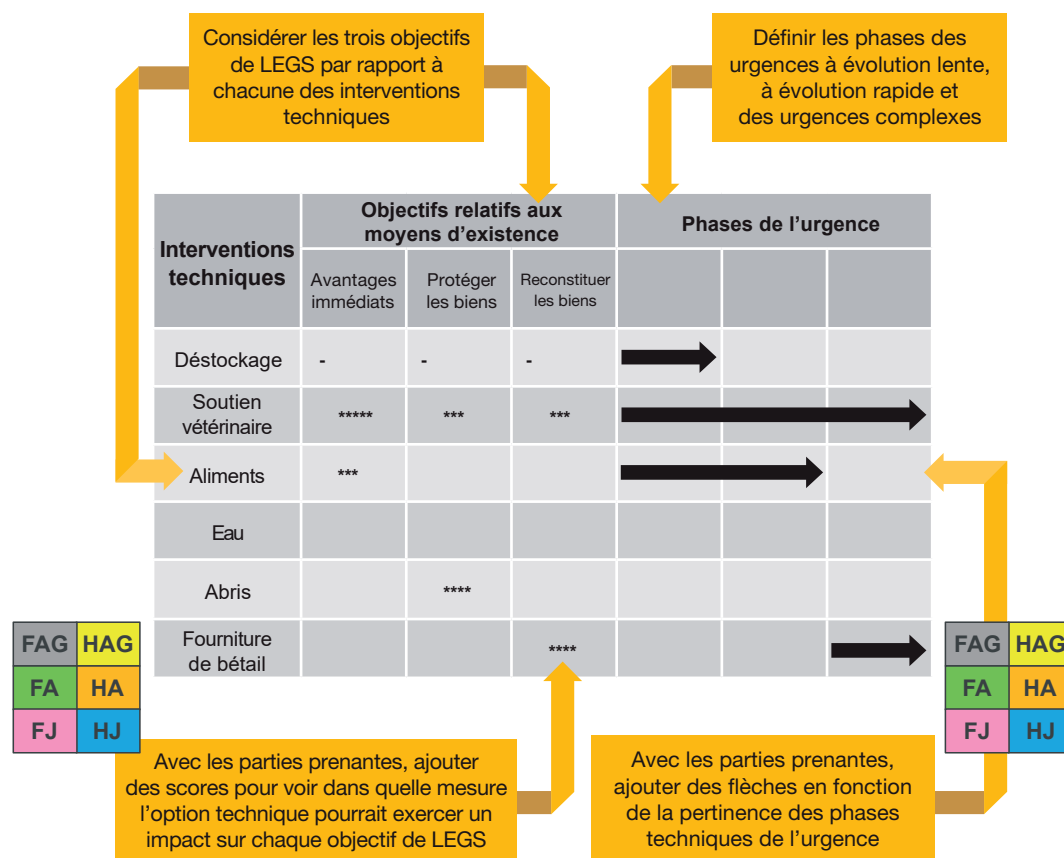 Considérer les trois objectifs
de LEGS par rapport à
chacune des interventions
techniques
Définir les phases des
urgences à évolution lente,
à évolution rapide et
des urgences complexes
Interventions
techniques
Objectifs relatifs aux
moyens d’existence
Phases de l’urgence
Avantages
immédiats
Protéger
les biens
Reconstituer
les biens
Déstockage - - -
Soutien
vétérinaire
***** *** ***
Aliments ***
Eau
Abris ****
Fourniture
de bétail
****
FAG HAG
FA HA
FJ HJ
FAG HAG
FA HA
FJ HJ
Avec les parties prenantes, ajouter
des scores pour voir dans quelle mesure
l’option technique pourrait exercer un
impact sur chaque objectif de LEGS
Avec les parties prenantes,
ajouter des flèches en fonction
de la pertinence des phases
techniques de l’urgence